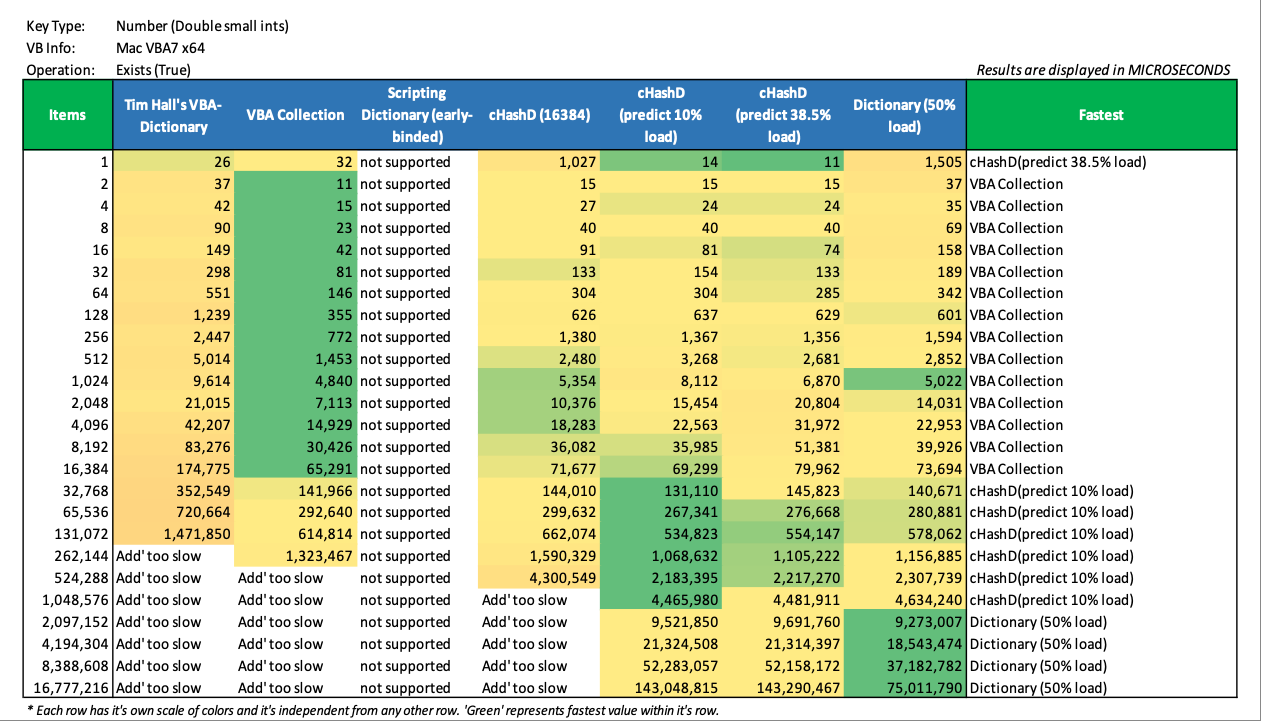 Key Type: Number (Double small ints)
VB Info: Mac VBA7 x64
Operation: Exists (True) Results are displayed in MICROSECONDS
Items Tim Hall's VBA-Dictionary VBA Collection Scripting Dictionary (early-binded) cHashD (16384) cHashD (predict 10% load) cHashD (predict 38.5% load) Dictionary (50% load) Fastest
1 26 32 not supported 1,027 14 11 1,505 cHashD(predict 38.5% load)
2 37 11 not supported 15 15 15 37 VBA Collection
4 42 15 not supported 27 24 24 35 VBA Collection
8 90 23 not supported 40 40 40 69 VBA Collection
16 149 42 not supported 91 81 74 158 VBA Collection
32 298 81 not supported 133 154 133 189 VBA Collection
64 551 146 not supported 304 304 285 342 VBA Collection
128 1,239 355 not supported 626 637 629 601 VBA Collection
256 2,447 772 not supported 1,380 1,367 1,356 1,594 VBA Collection
512 5,014 1,453 not supported 2,480 3,268 2,681 2,852 VBA Collection
1,024 9,614 4,840 not supported 5,354 8,112 6,870 5,022 VBA Collection
2,048 21,015 7,113 not supported 10,376 15,454 20,804 14,031 VBA Collection
4,096 42,207 14,929 not supported 18,283 22,563 31,972 22,953 VBA Collection
8,192 83,276 30,426 not supported 36,082 35,985 51,381 39,926 VBA Collection
16,384 174,775 65,291 not supported 71,677 69,299 79,962 73,694 VBA Collection
32,768 352,549 141,966 not supported 144,010 131,110 145,823 140,671 cHashD(predict 10% load)
65,536 720,664 292,640 not supported 299,632 267,341 276,668 280,881 cHashD(predict 10% load)
131,072 1,471,850 614,814 not supported 662,074 534,823 554,147 578,062 cHashD(predict 10% load)
262,144 Add' too slow 1,323,467 not supported 1,590,329 1,068,632 1,105,222 1,156,885 cHashD(predict 10% load)
524,288 Add' too slow Add' too slow not supported 4,300,549 2,183,395 2,217,270 2,307,739 cHashD(predict 10% load)
1,048,576 Add' too slow Add' too slow not supported Add' too slow 4,465,980 4,481,911 4,634,240 cHashD(predict 10% load)
2,097,152 Add' too slow Add' too slow not supported Add' too slow 9,521,850 9,691,760 9,273,007 Dictionary (50% load)
4,194,304 Add' too slow Add' too slow not supported Add' too slow 21,324,508 21,314,397 18,543,474 Dictionary (50% load)
8,388,608 Add' too slow Add' too slow not supported Add' too slow 52,283,057 52,158,172 37,182,782 Dictionary (50% load)
16,777,216 Add' too slow Add' too slow not supported Add' too slow 143,048,815 143,290,467 75,011,790 Dictionary (50% load)
* Each row has it's own scale of colors and it's independent from any other row. 'Green' represents fastest value within it's row.